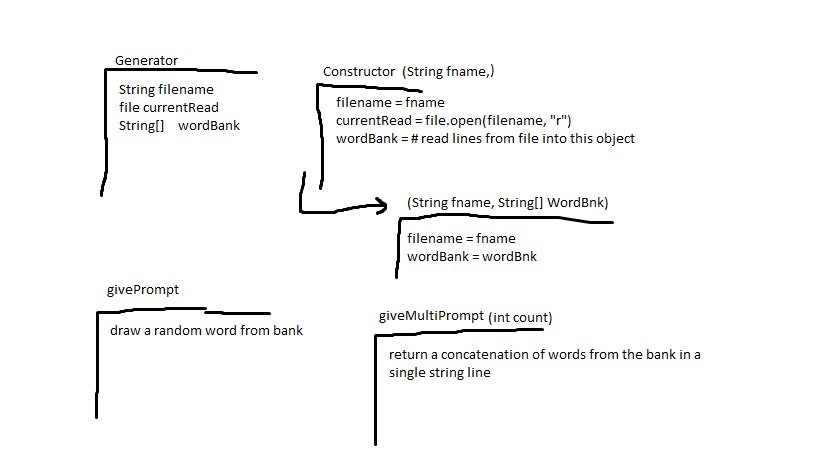 Generator
String filename
file currentRead
String[] wordBank
Constructor (String fname,)
filename = fname
currentRead = file.open(filename, "r")
wordBank = # read lines from file into this object
(String fname, String[] WordBnk)
filename = fname
wordBank = wordBnk
givePrompt
draw a random word from bank
giveMultiPrompt (int count)
return a concatenation of words from the bank in a
single string line